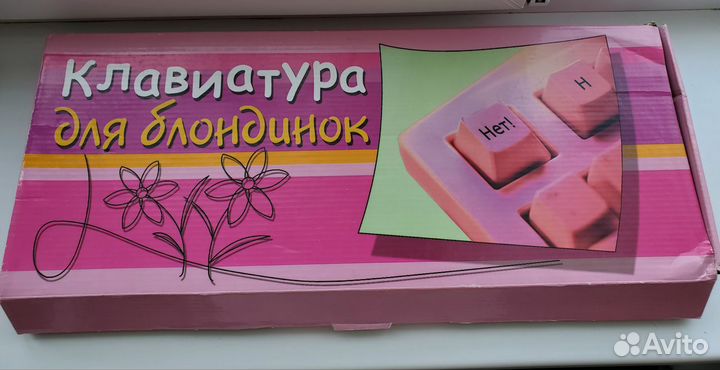 Клавиатура
для блондинок
Нет!
Н
Avito